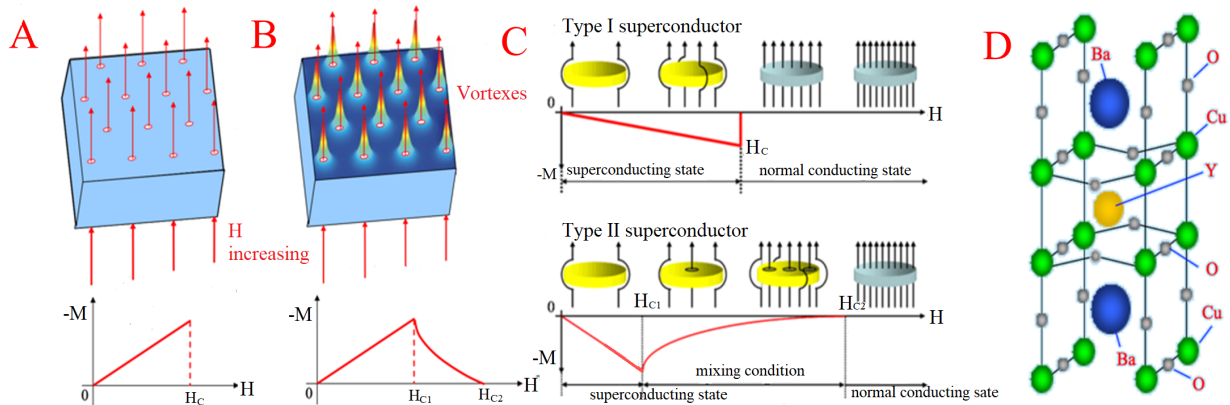 A
H
increasing
-M
0
H_C
H
B
Vortexes
-M
0
H_C1
H_C2
H
C
Type I superconductor
0
H
H_C
-M
superconducting state
normal conducting state
Type II superconductor
H_C1
H_C2
0
H
-M
mixing condition
superconducting state
normal conducting sate
D
Ba
O
Cu
Y
O
Cu
Ba
O